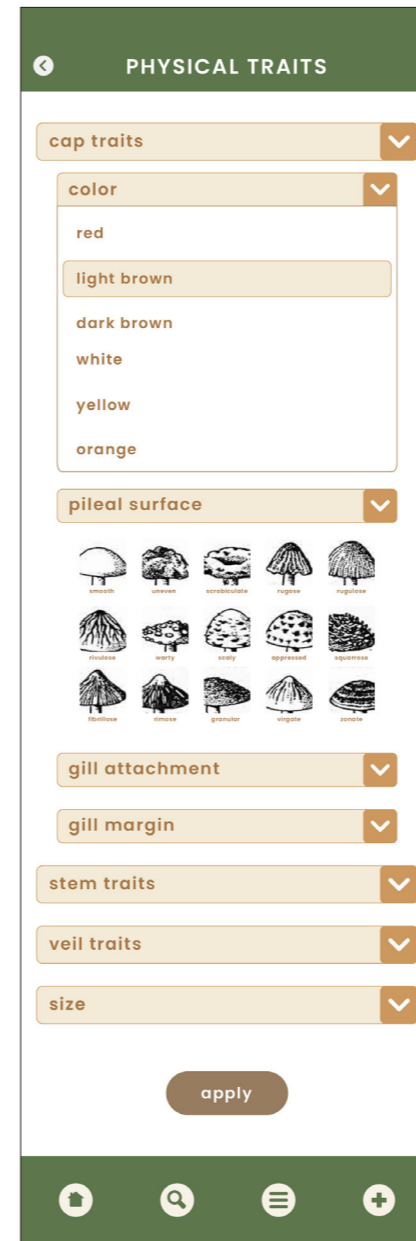 PHYSICAL TRAITS
cap traits
color
red
light brown
dark brown
white
yellow
orange
pileal surface
smooth uneven scrobiculate rugose rugulose
rivulose warty scaly appressed squarrose
fibrillose rimose granular virgate zonate
gill attachment
gill margin
stem traits
veil traits
size
apply